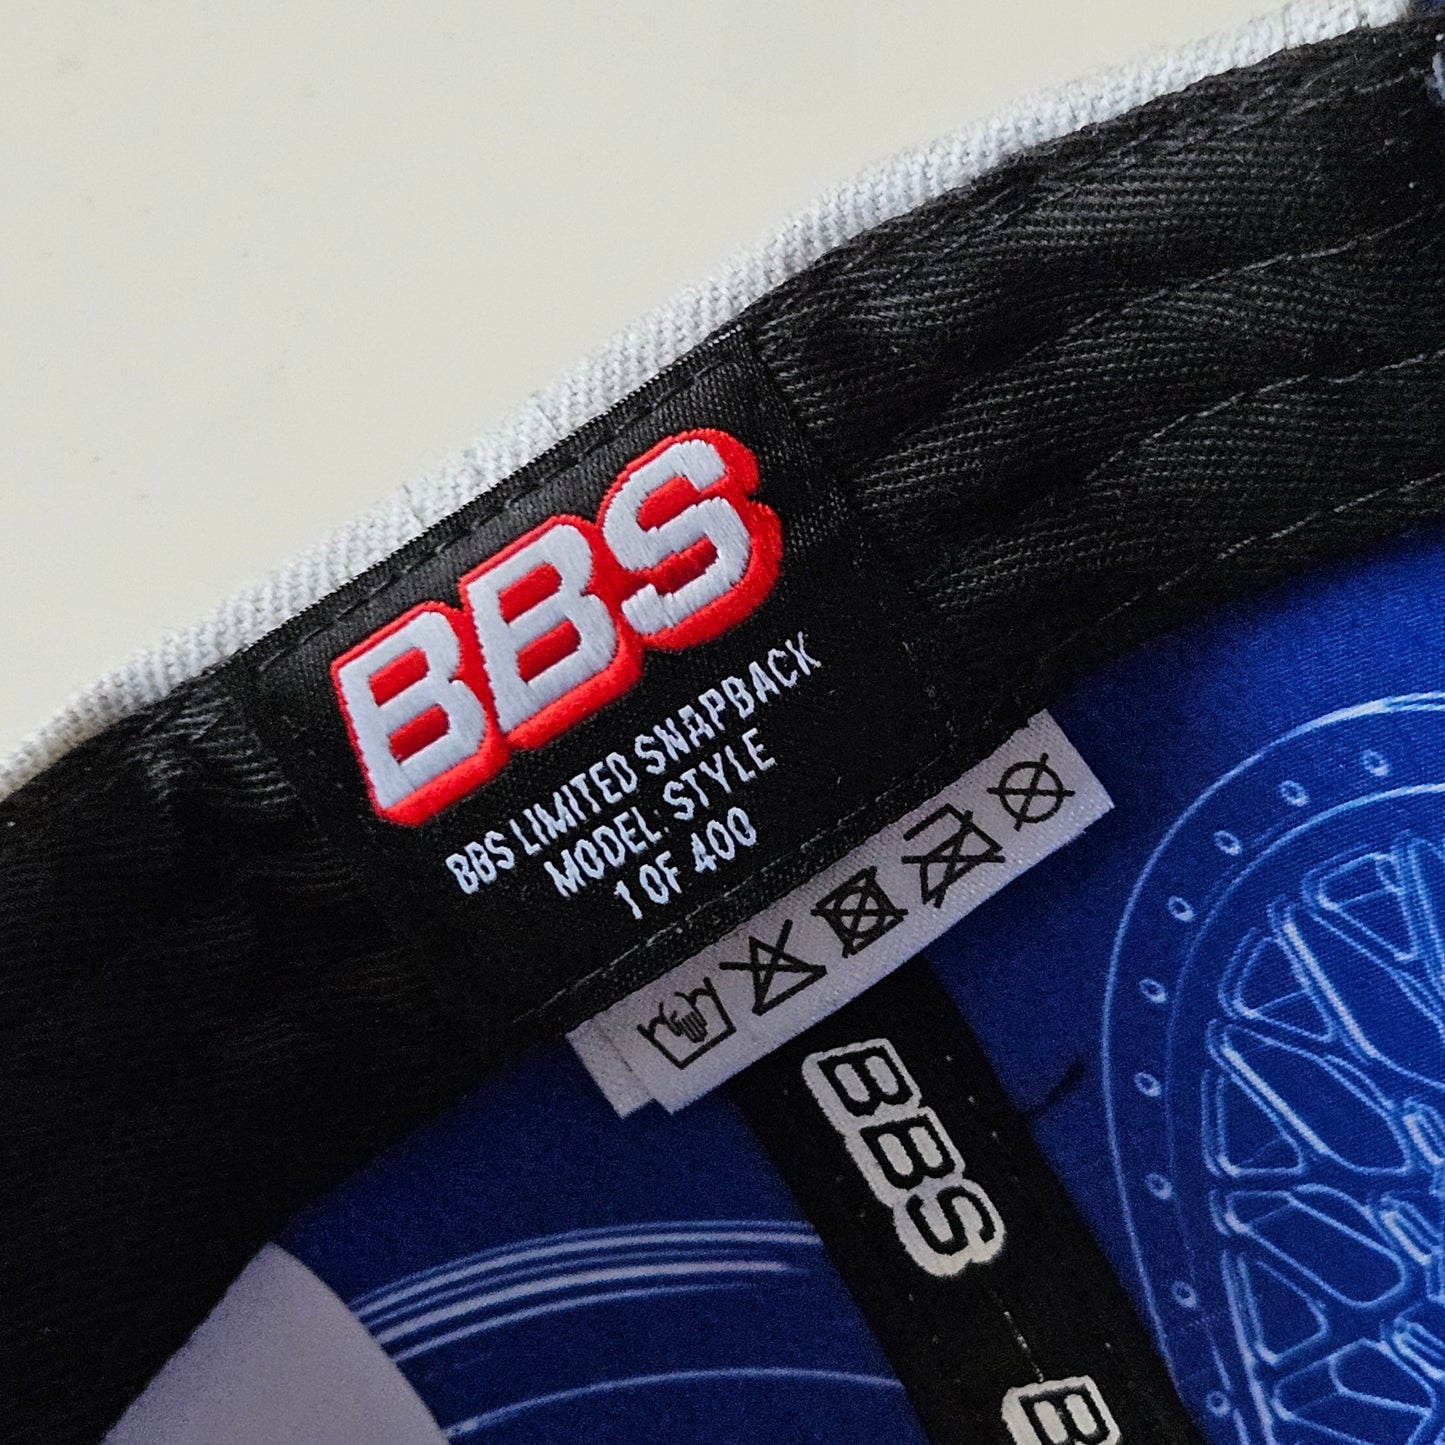 BBS
BBS LIMITED SNAPBACK
MODEL: STYLE
1 OF 400
BBS
B